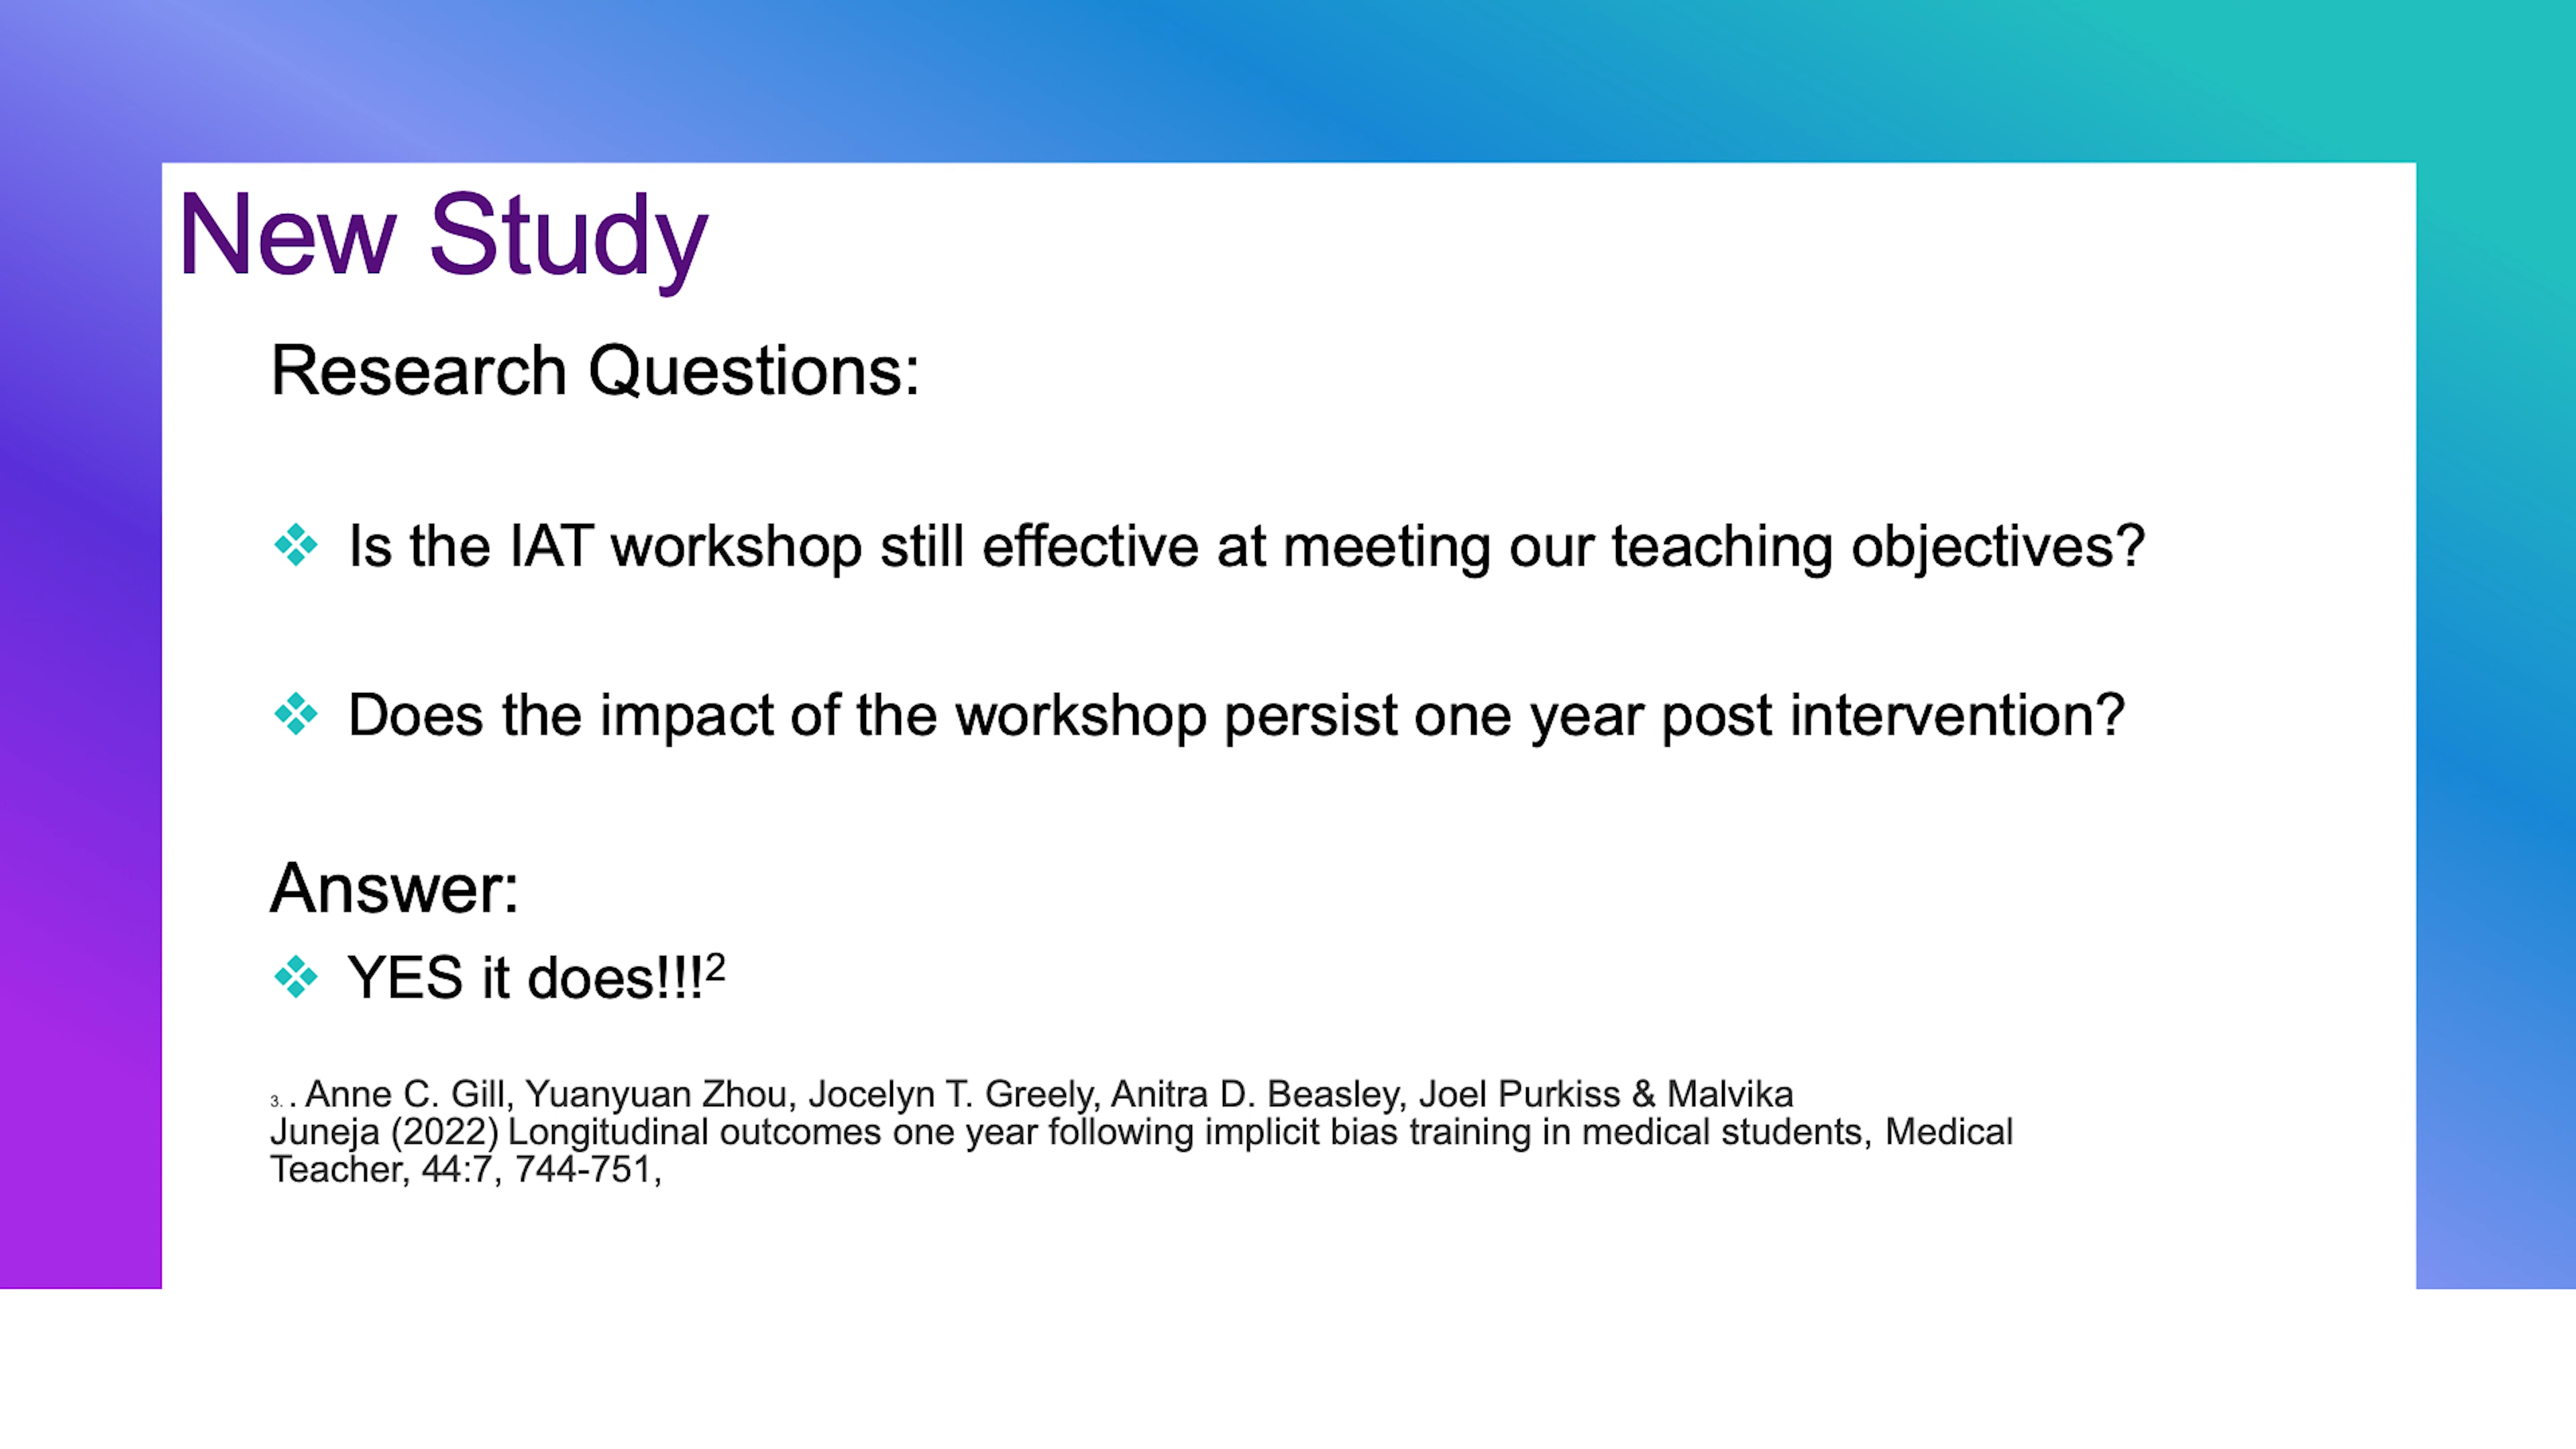 New Study
Research Questions:
❖ Is the IAT workshop still effective at meeting our teaching objectives?
❖ Does the impact of the workshop persist one year post intervention?
Answer:
❖ YES it does!!!²
3. . Anne C. Gill, Yuanyuan Zhou, Jocelyn T. Greely, Anitra D. Beasley, Joel Purkiss & Malvika
Juneja (2022) Longitudinal outcomes one year following implicit bias training in medical students, Medical
Teacher, 44:7, 744-751,